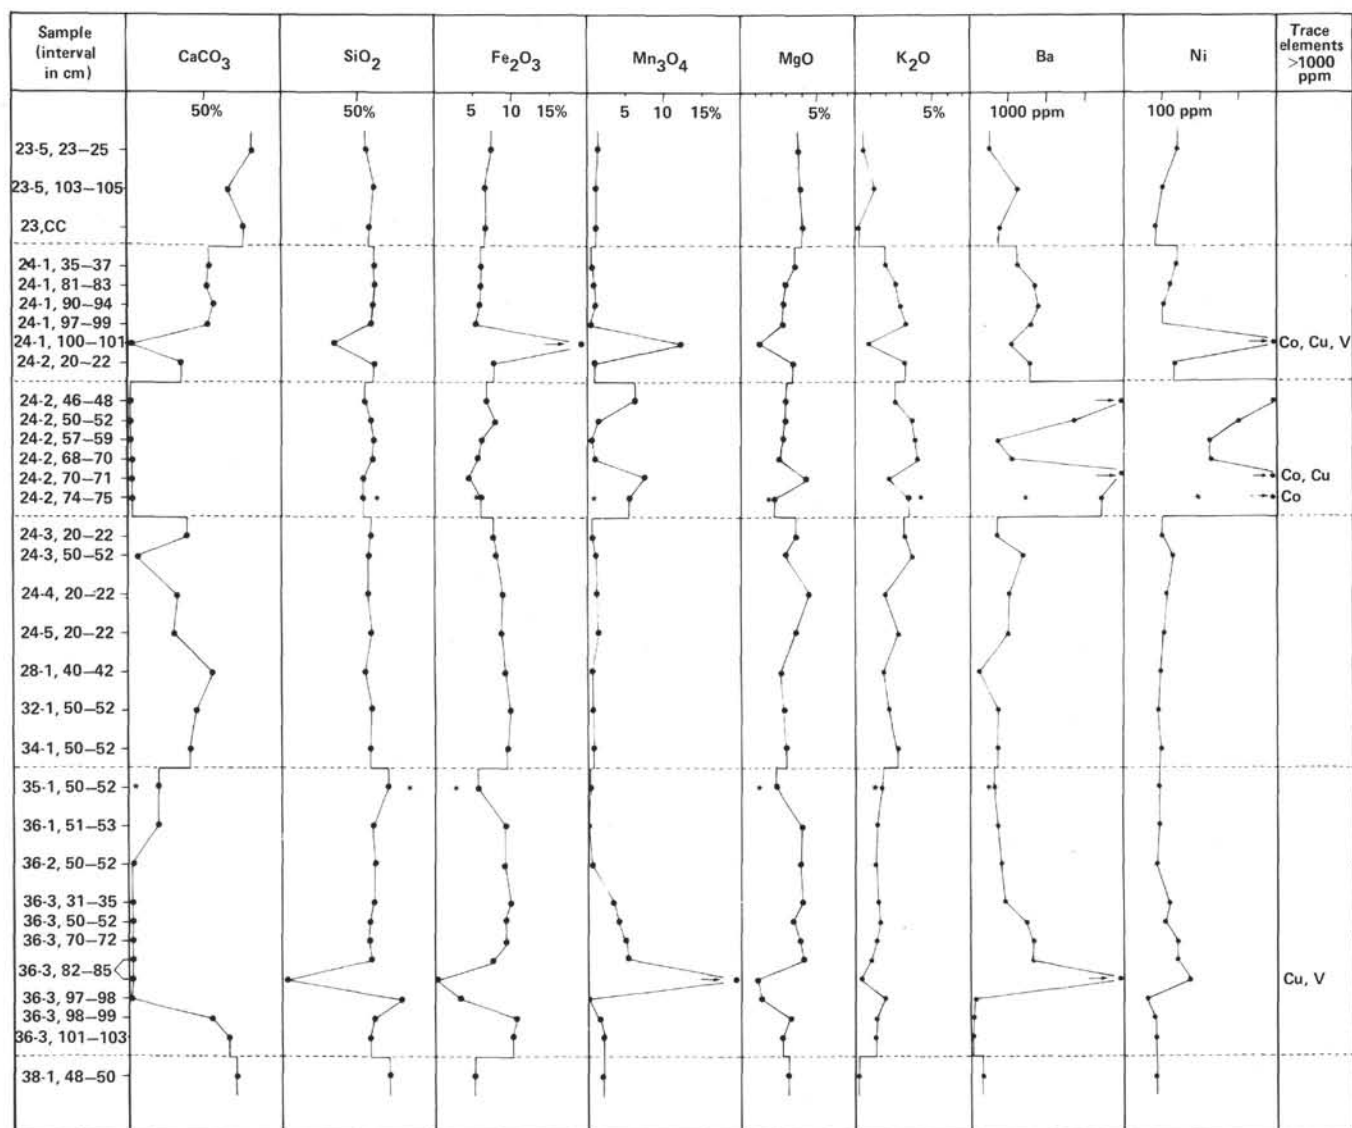 Sample
(interval
in cm)
CaCO3
SiO2
Fe2O3
Mn3O4
MgO
K2O
Ba
Ni
Trace
elements
>1000
ppm
50%
50%
5 10 15%
5 10 15%
5%
5%
1000 ppm
100 ppm
23-5, 23–25
23-5, 103–105
23,CC
24-1, 35–37
24-1, 81–83
24-1, 90–94
24-1, 97–99
24-1, 100–101 Co, Cu, V
24-2, 20–22
24-2, 46–48
24-2, 50–52
24-2, 57–59
24-2, 68–70
24-2, 70–71 Co, Cu
24-2, 74–75 Co
24-3, 20–22
24-3, 50–52
24-4, 20–22
24-5, 20–22
28-1, 40–42
32-1, 50–52
34-1, 50–52
35-1, 50–52
36-1, 51–53
36-2, 50–52
36-3, 31–35
36-3, 50–52
36-3, 70–72
36-3, 82–85 Cu, V
36-3, 97–98
36-3, 98–99
36-3, 101–103
38-1, 48–50